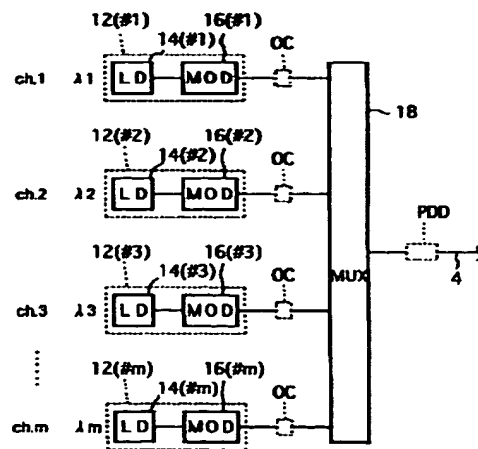 12(#1) 14(#1) 16(#1) OC
ch.1 λ1 LD MOD
18
12(#2) 14(#2) 16(#2) OC
ch.2 λ2 LD MOD
PDD
12(#3) 14(#3) 16(#3) OC
MUX 4
ch.3 λ3 LD MOD
12(#m) 14(#m) 16(#m) OC
ch.m λm LD MOD